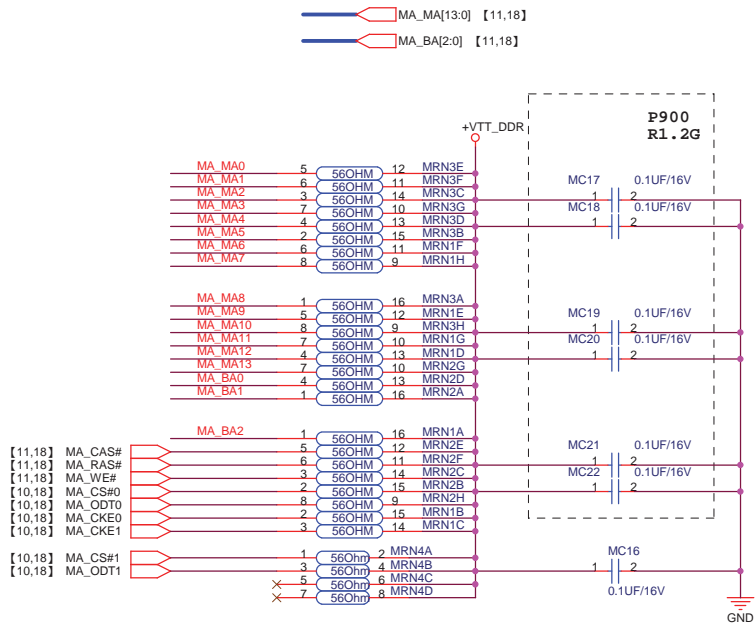 MA_MA[13:0] 【11,18】
MA_BA[2:0] 【11,18】
P900
R1.2G
+VTT_DDR
MA_MA0 5 56OHM 12 MRN3E
MA_MA1 6 56OHM 11 MRN3F
MA_MA2 3 56OHM 14 MRN3C MC17 1 2 0.1UF/16V
MA_MA3 7 56OHM 10 MRN3G
MA_MA4 4 56OHM 13 MRN3D MC18 1 2 0.1UF/16V
MA_MA5 2 56OHM 15 MRN3B
MA_MA6 6 56OHM 11 MRN1F
MA_MA7 8 56OHM 9 MRN1H
MA_MA8 1 56OHM 16 MRN3A
MA_MA9 5 56OHM 12 MRN1E
MA_MA10 8 56OHM 9 MRN3H MC19 1 2 0.1UF/16V
MA_MA11 7 56OHM 10 MRN1G
MA_MA12 4 56OHM 13 MRN1D MC20 1 2 0.1UF/16V
MA_MA13 7 56OHM 10 MRN2G
MA_BA0 4 56OHM 13 MRN2D
MA_BA1 1 56OHM 16 MRN2A
MA_BA2 1 56OHM 16 MRN1A
【11,18】 MA_CAS# 5 56OHM 12 MRN2E
【11,18】 MA_RAS# 6 56OHM 11 MRN2F MC21 1 2 0.1UF/16V
【11,18】 MA_WE# 3 56OHM 14 MRN2C
【10,18】 MA_CS#0 2 56OHM 15 MRN2B MC22 1 2 0.1UF/16V
【10,18】 MA_ODT0 8 56OHM 9 MRN2H
【10,18】 MA_CKE0 2 56OHM 15 MRN1B
【10,18】 MA_CKE1 3 56OHM 14 MRN1C
【10,18】 MA_CS#1 1 56Ohm 2 MRN4A
【10,18】 MA_ODT1 3 56Ohm 4 MRN4B MC16 1 2 0.1UF/16V
5 56Ohm 6 MRN4C
7 56Ohm 8 MRN4D
GND